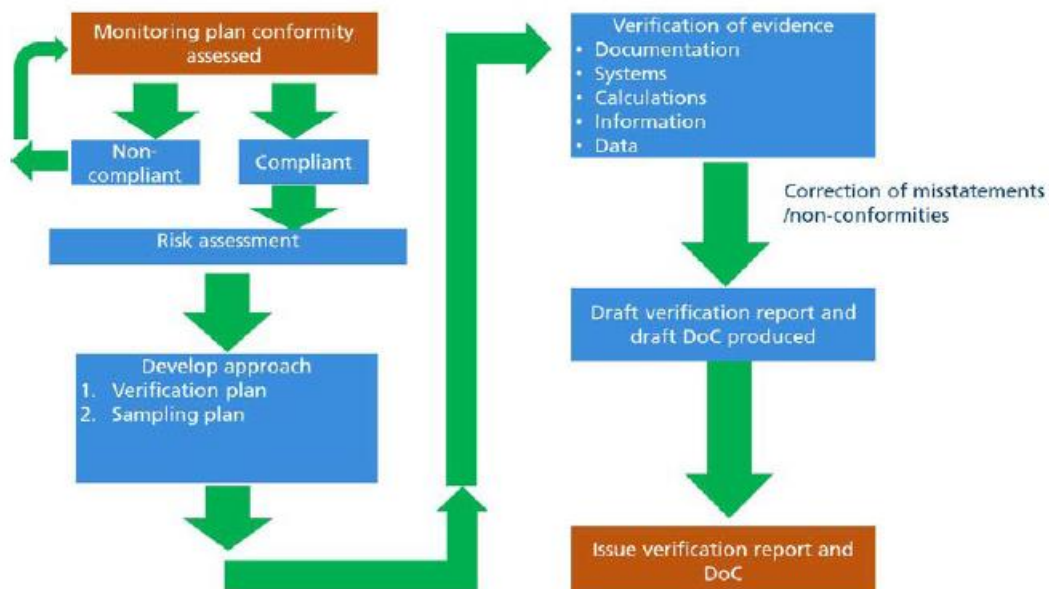 Monitoring plan conformity
assessed
Non-
compliant
Compliant
Risk assessment
Develop approach
1. Verification plan
2. Sampling plan
Verification of evidence
• Documentation
• Systems
• Calculations
• Information
• Data
Correction of misstatements
/non-conformities
Draft verification report and
draft DoC produced
Issue verification report and
DoC